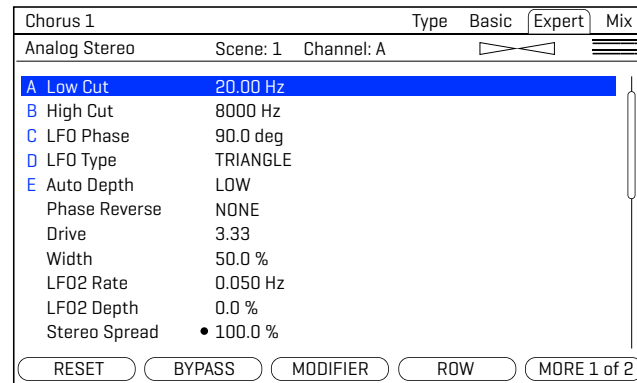 Chorus 1 Type Basic Expert Mix
Analog Stereo Scene: 1 Channel: A
A Low Cut 20.00 Hz
B High Cut 8000 Hz
C LFO Phase 90.0 deg
D LFO Type TRIANGLE
E Auto Depth LOW
Phase Reverse NONE
Drive 3.33
Width 50.0 %
LFO2 Rate 0.050 Hz
LFO2 Depth 0.0 %
Stereo Spread • 100.0 %
RESET BYPASS MODIFIER ROW MORE 1 of 2